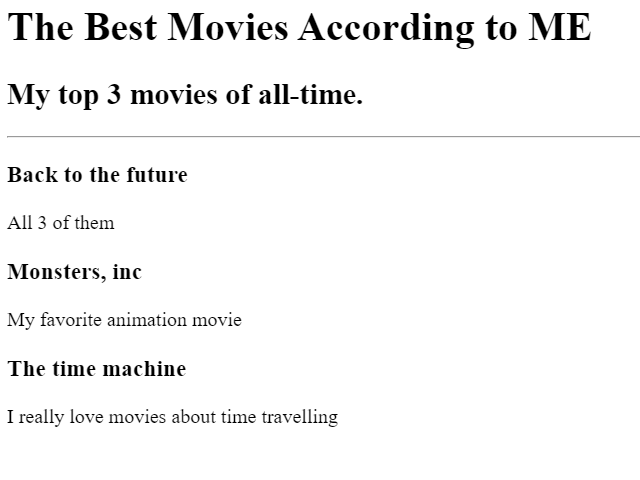 The Best Movies According to ME
My top 3 movies of all-time.
Back to the future
All 3 of them
Monsters, inc
My favorite animation movie
The time machine
I really love movies about time travelling